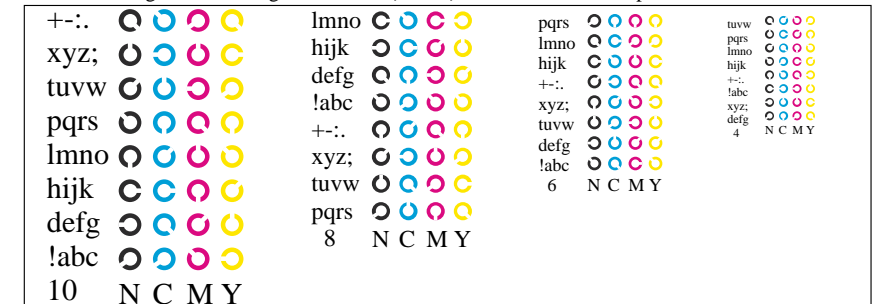 +-:.
xyz;
tuvw
pqrs
lmno
hijk
defg
!abc
10 N C M Y
lmno
hijk
defg
!abc
+-:.
xyz;
tuvw
pqrs
8 N C M Y
pqrs
lmno
hijk
+-:.
xyz;
tuvw
defg
!abc
6 N C M Y
tuvw
pqrs
lmno
hijk
+-:.
!abc
xyz;
defg
4 N C M Y